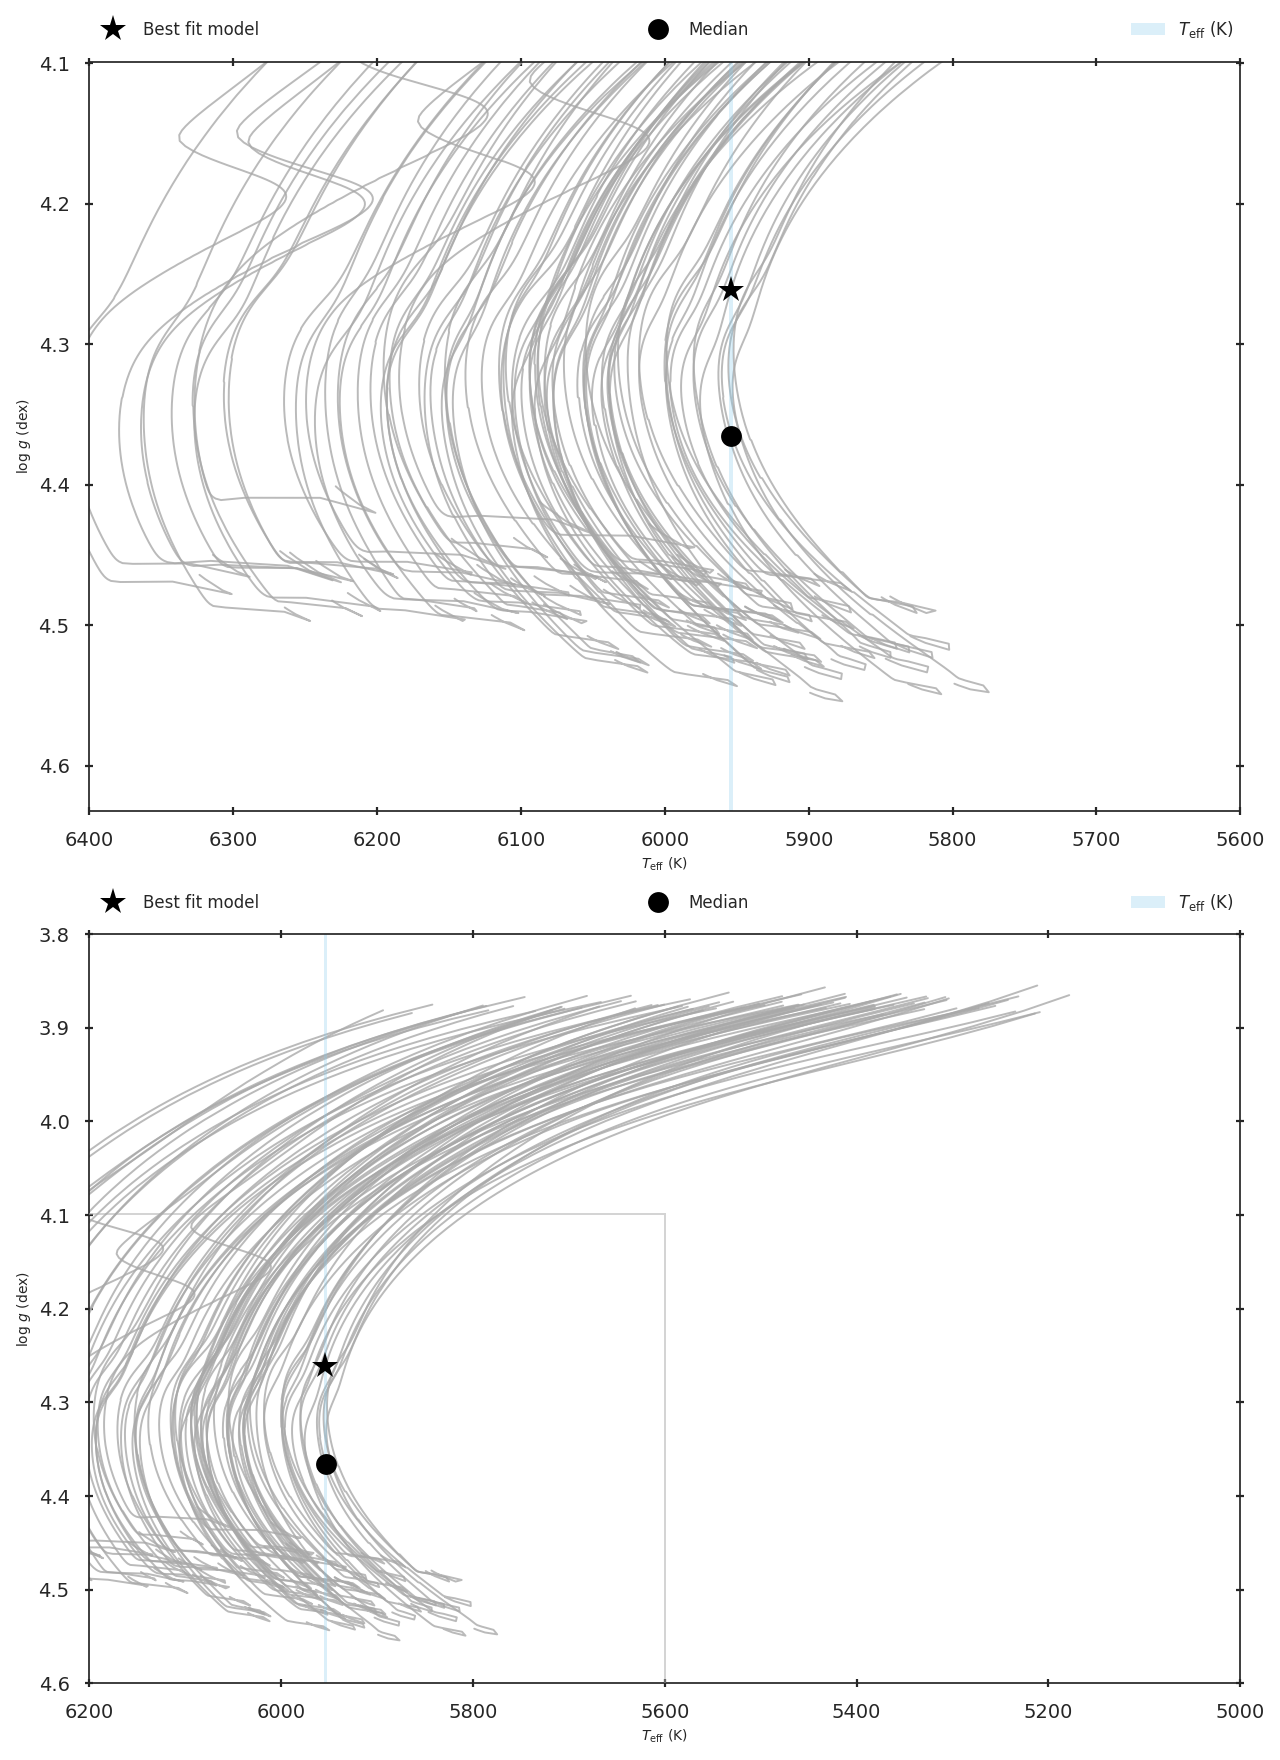 Best fit model Median T_eff (K)
4.1
4.2
4.3
4.4
4.5
4.6
log g (dex)
6400 6300 6200 6100 6000 5900 5800 5700 5600
T_eff (K)
Best fit model Median T_eff (K)
3.8
3.9
4.0
4.1
4.2
4.3
4.4
4.5
4.6
log g (dex)
6200 6000 5800 5600 5400 5200 5000
T_eff (K)